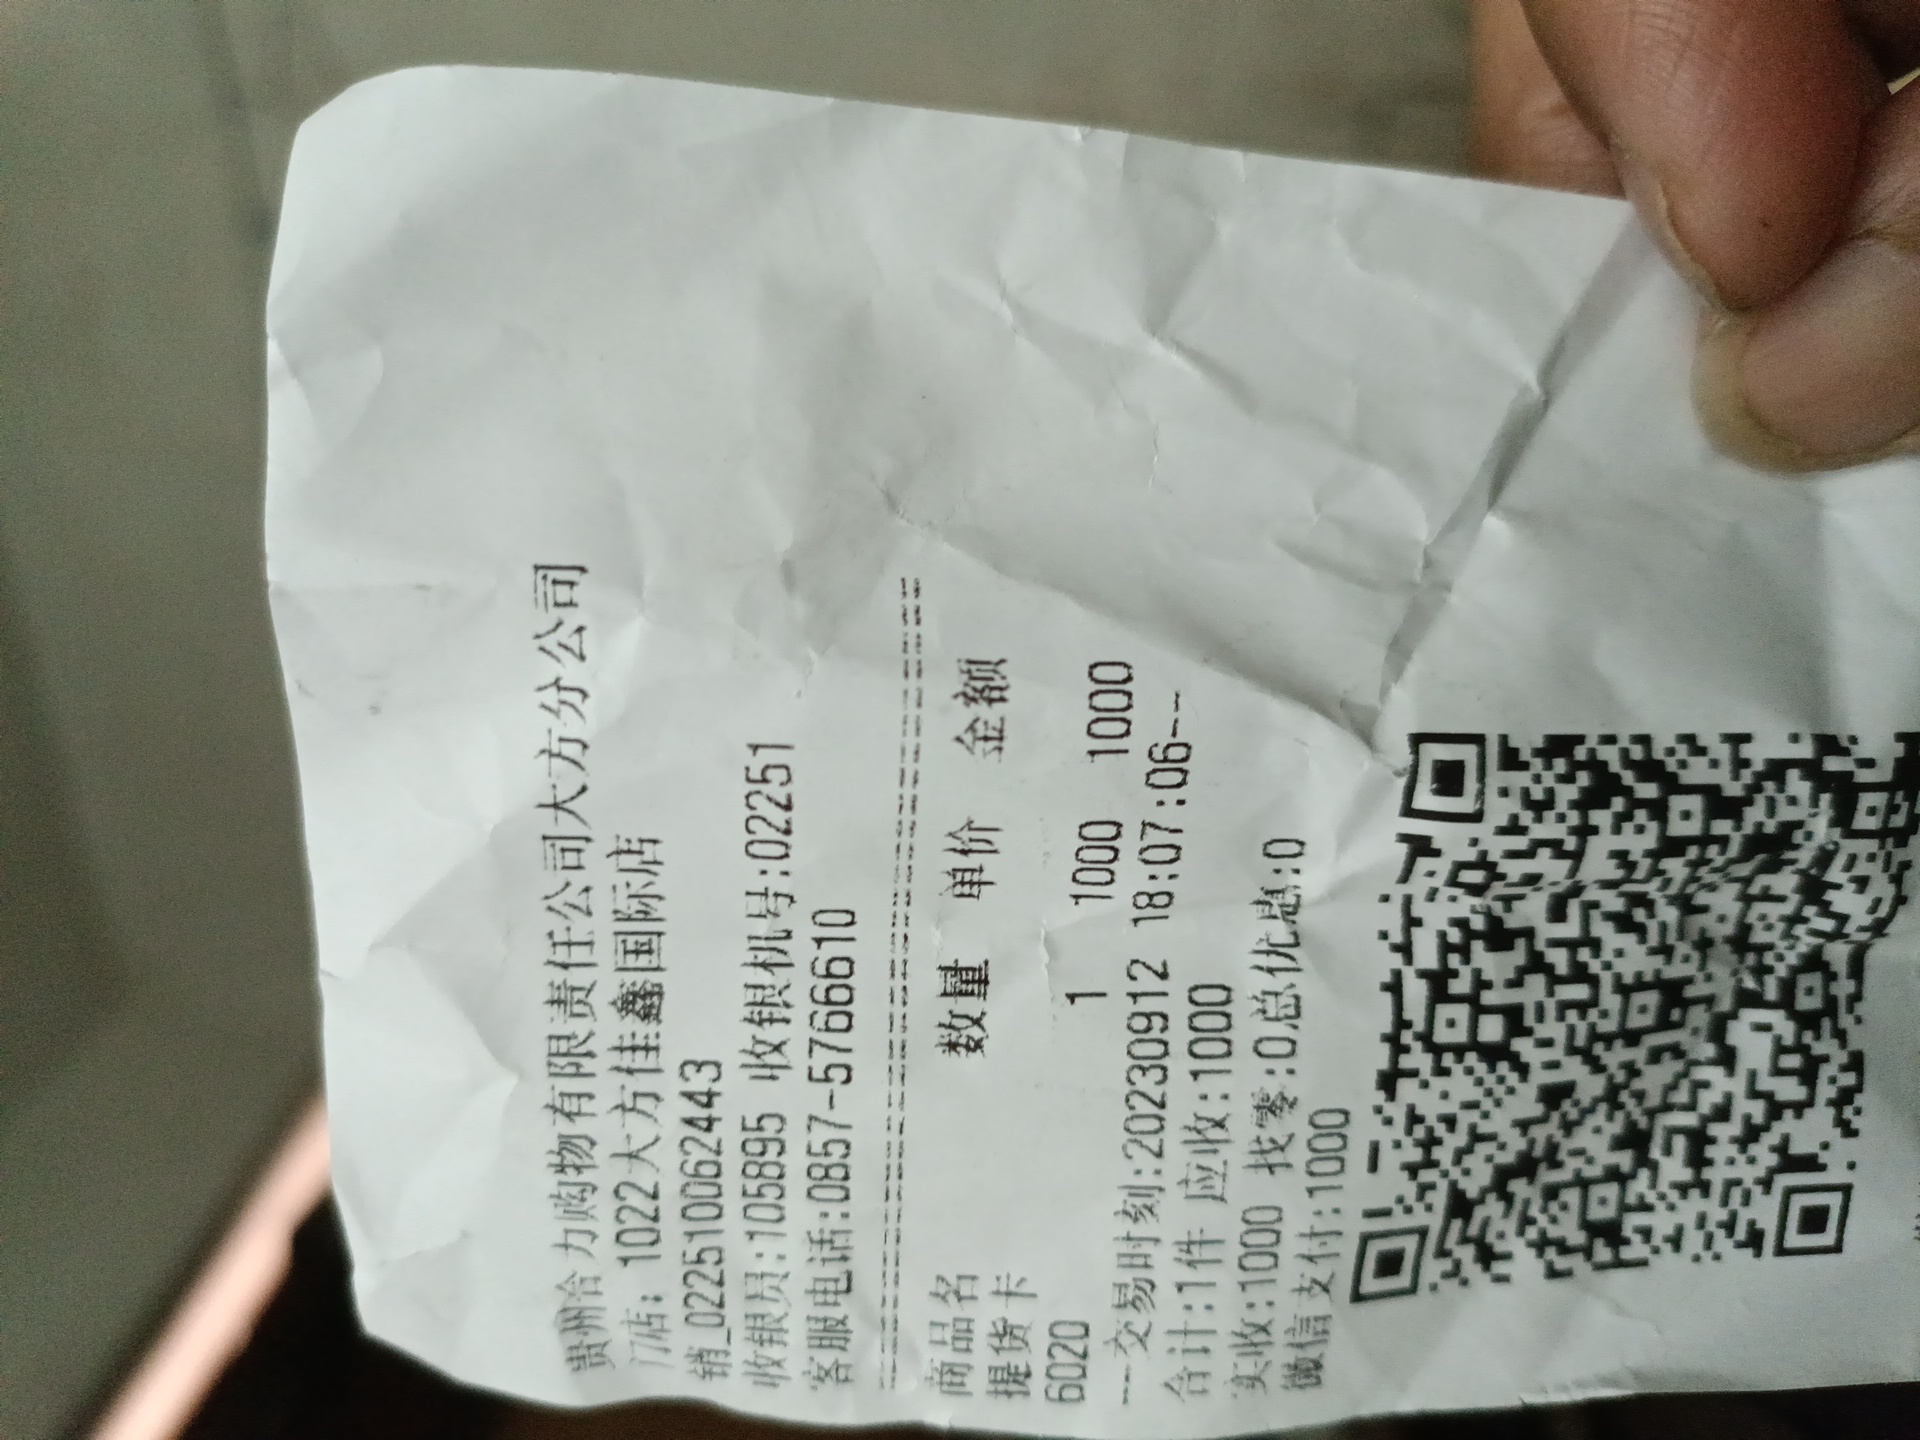 贵州合力购物有限责任公司大方分公司
门店: 1022大方佳鑫国际店
销_022510062443
收银员:105895 收银机号:02251
客服电话:0857-5766610
商品名 数量 单价 金额
提货卡
6020 1 1000 1000
--交易时刻:20230912 18:07:06--
合计:1件 应收:1000
实收:1000 找零:0总优惠:0
微信支付:1000